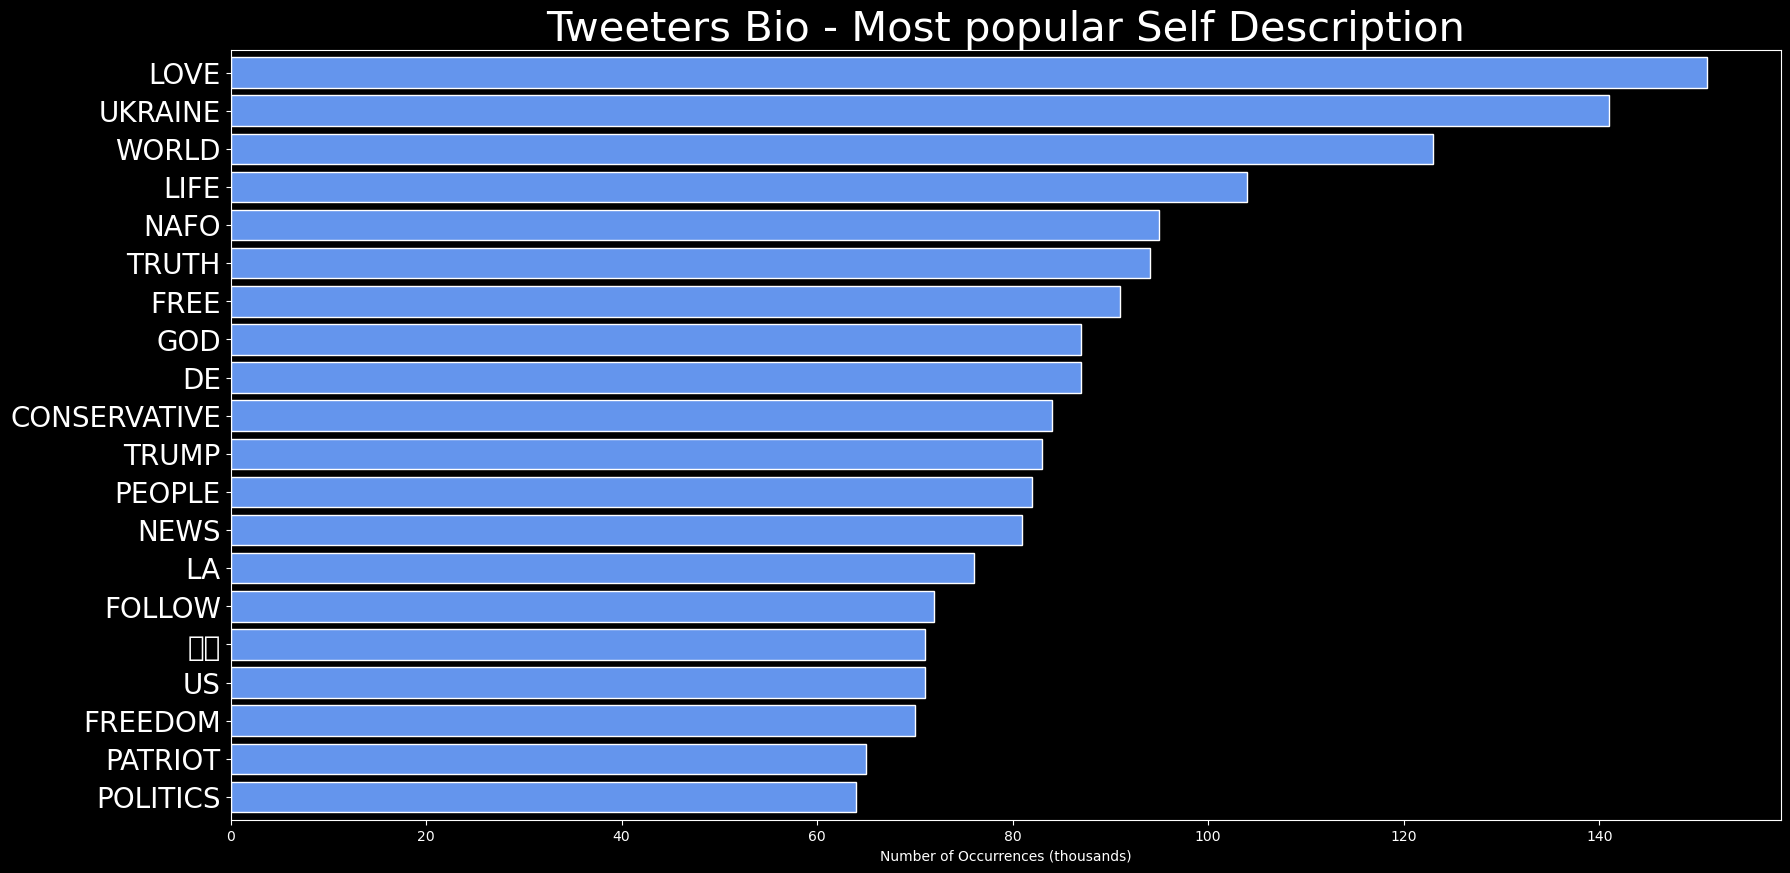 Tweeters Bio - Most popular Self Description
LOVE
UKRAINE
WORLD
LIFE
NAFO
TRUTH
FREE
GOD
DE
CONSERVATIVE
TRUMP
PEOPLE
NEWS
LA
FOLLOW
US
FREEDOM
PATRIOT
POLITICS
0 20 40 60 80 100 120 140
Number of Occurrences (thousands)